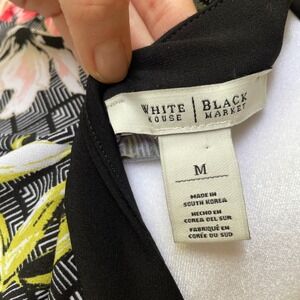 WHITE | BLACK
HOUSE | MARKET
M
MADE IN
SOUTH KOREA
HECHO EN
COREA DEL SUR
FABRIQUÉ EN
CORÉE DU SUD